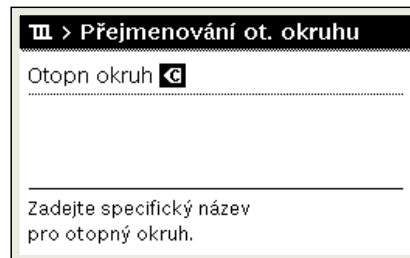 > Přejmenování ot. okruhu
Otopn okruh C
Zadejte specifický název
pro otopný okruh.